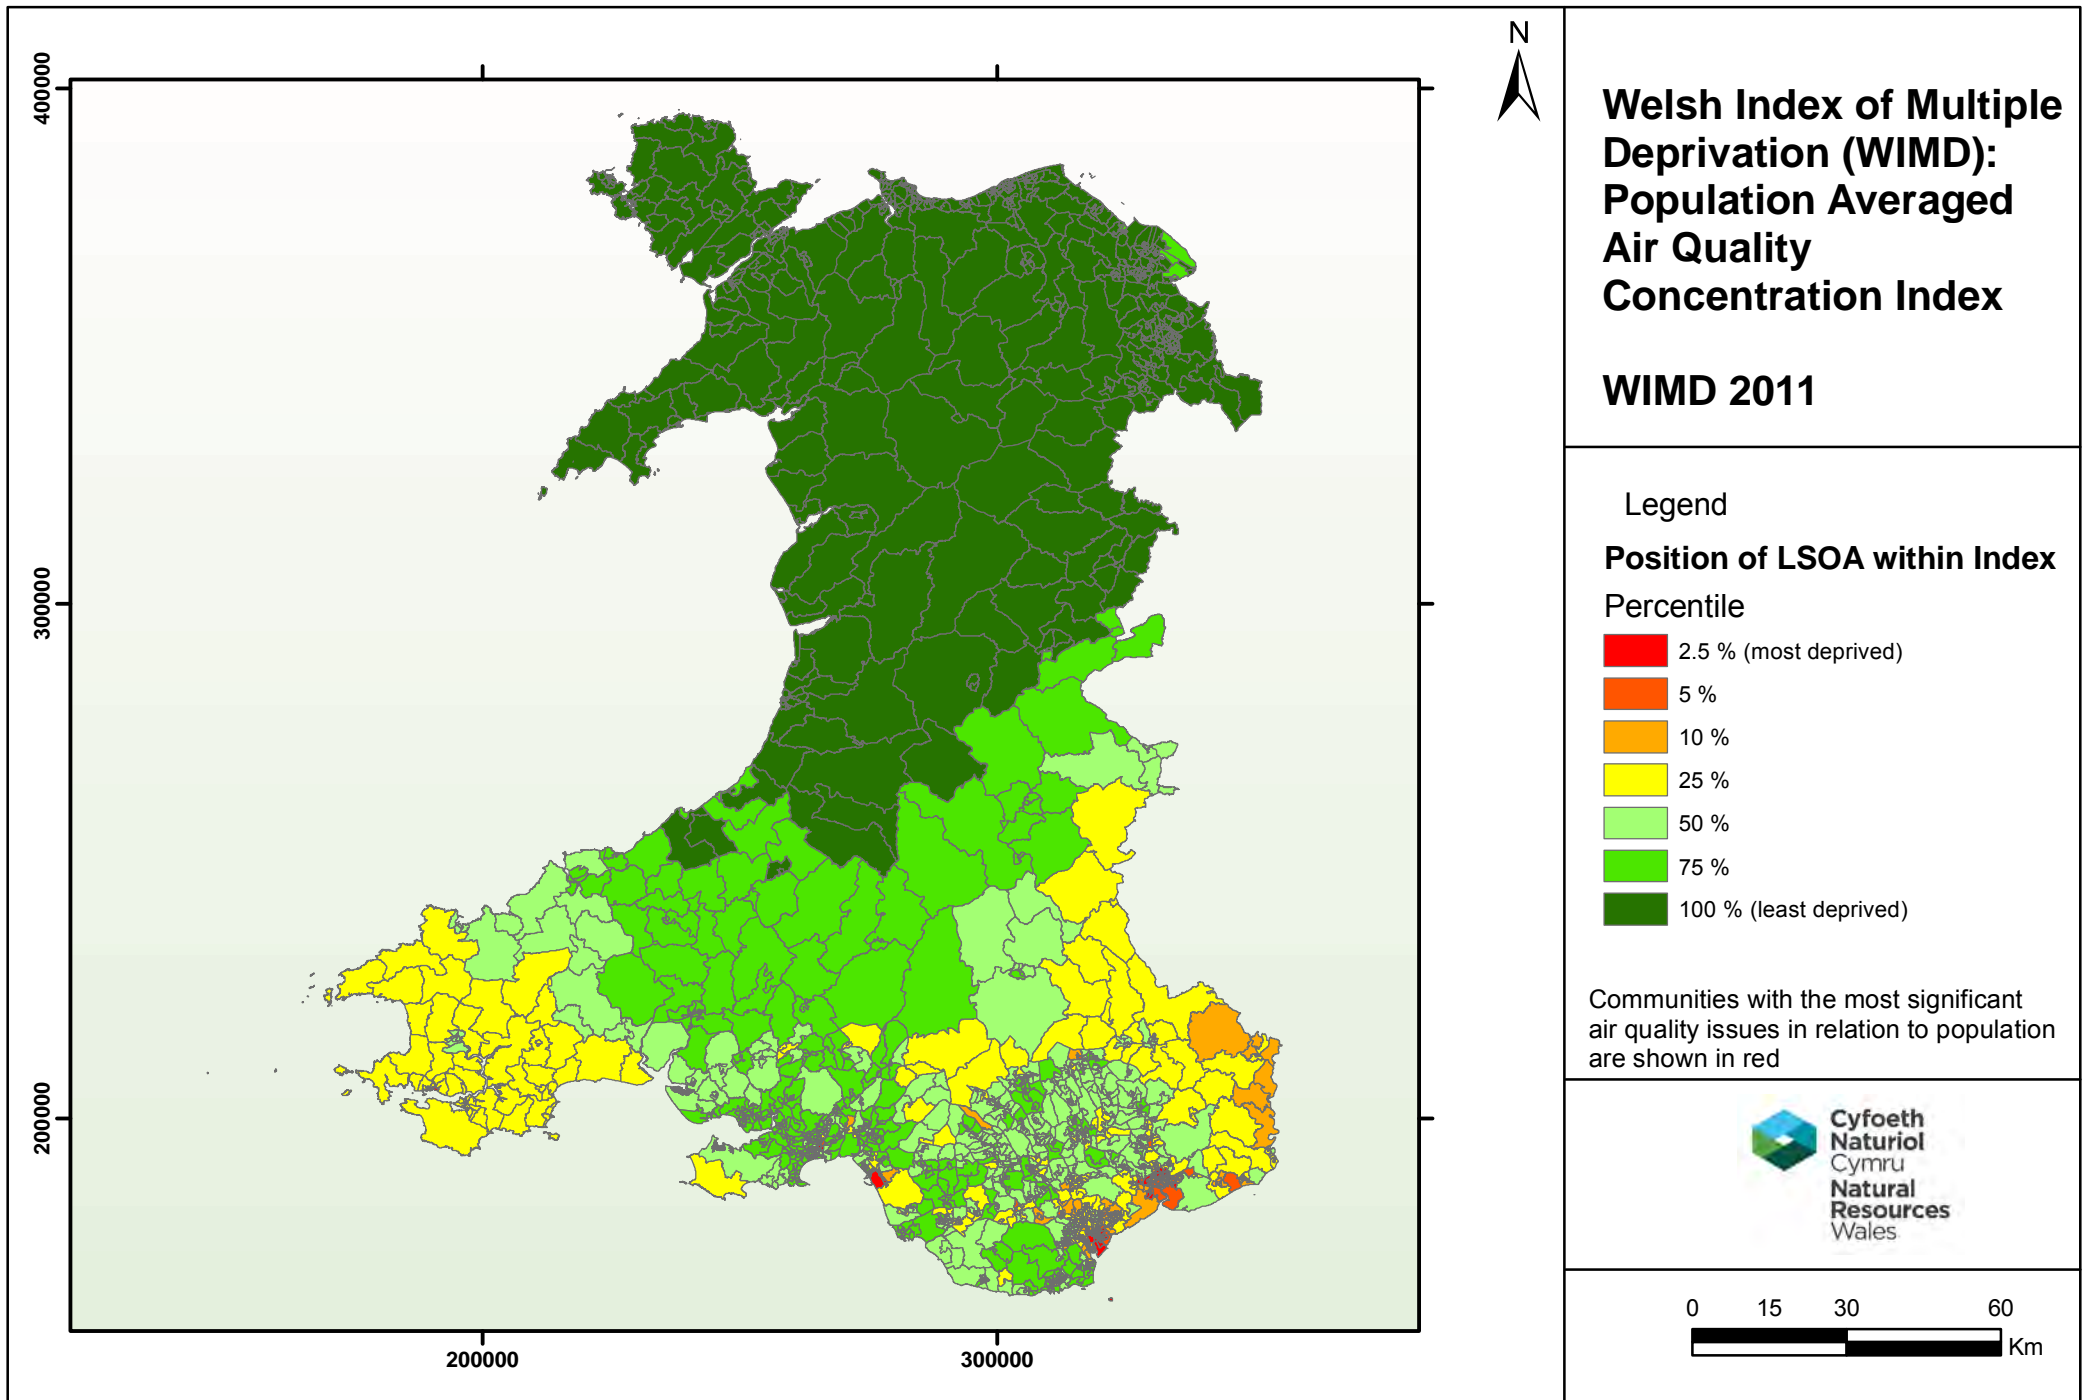 N
400000
300000
200000
200000
300000
Welsh Index of Multiple
Deprivation (WIMD):
Population Averaged
Air Quality
Concentration Index
WIMD 2011
Legend
Position of LSOA within Index
Percentile
2.5 % (most deprived)
5 %
10 %
25 %
50 %
75 %
100 % (least deprived)
Communities with the most significant
air quality issues in relation to population
are shown in red
Cyfoeth
Naturiol
Cymru
Natural
Resources
Wales
0 15 30 60
Km